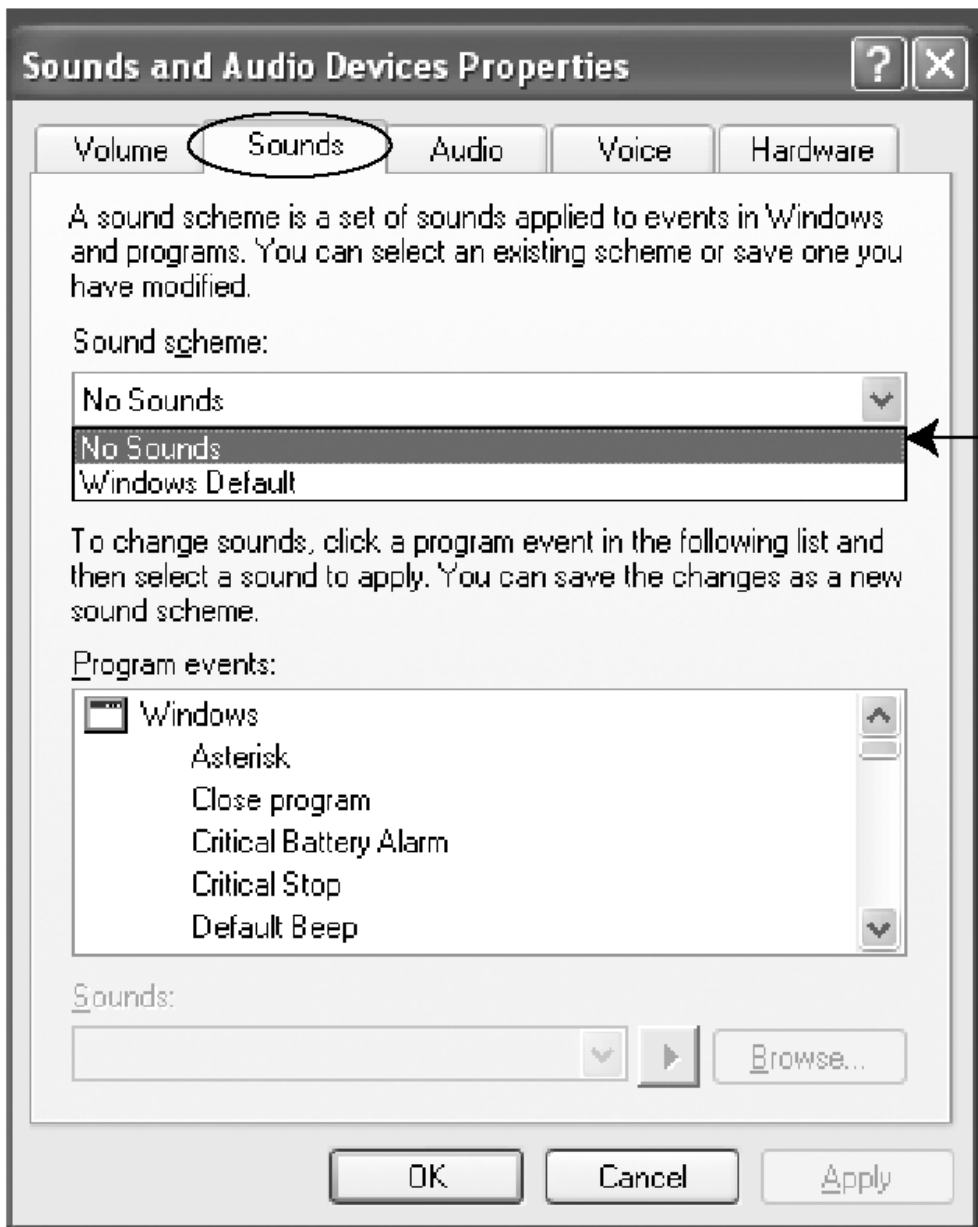 Sounds and Audio Devices Properties
?
Volume Sounds Audio Voice Hardware
A sound scheme is a set of sounds applied to events in Windows
and programs. You can select an existing scheme or save one you
have modified.
Sound scheme:
No Sounds
No Sounds
Windows Default
To change sounds, click a program event in the following list and
then select a sound to apply. You can save the changes as a new
sound scheme.
Program events:
Windows
Asterisk
Close program
Critical Battery Alarm
Critical Stop
Default Beep
Sounds:
Browse...
OK Cancel Apply